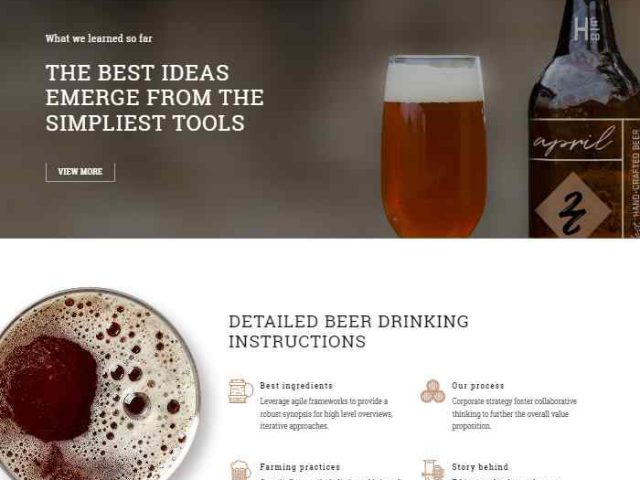 What we learned so far
THE BEST IDEAS
EMERGE FROM THE
SIMPLIEST TOOLS
VIEW MORE
april
HAND-CRAFTED BEER
DETAILED BEER DRINKING
INSTRUCTIONS
Best ingredients
Leverage agile frameworks to provide a
robust synopsis for high level overviews,
iterative approaches.
Our process
Corporate strategy foster collaborative
thinking to further the overall value
proposition.
Farming practices
Story behind